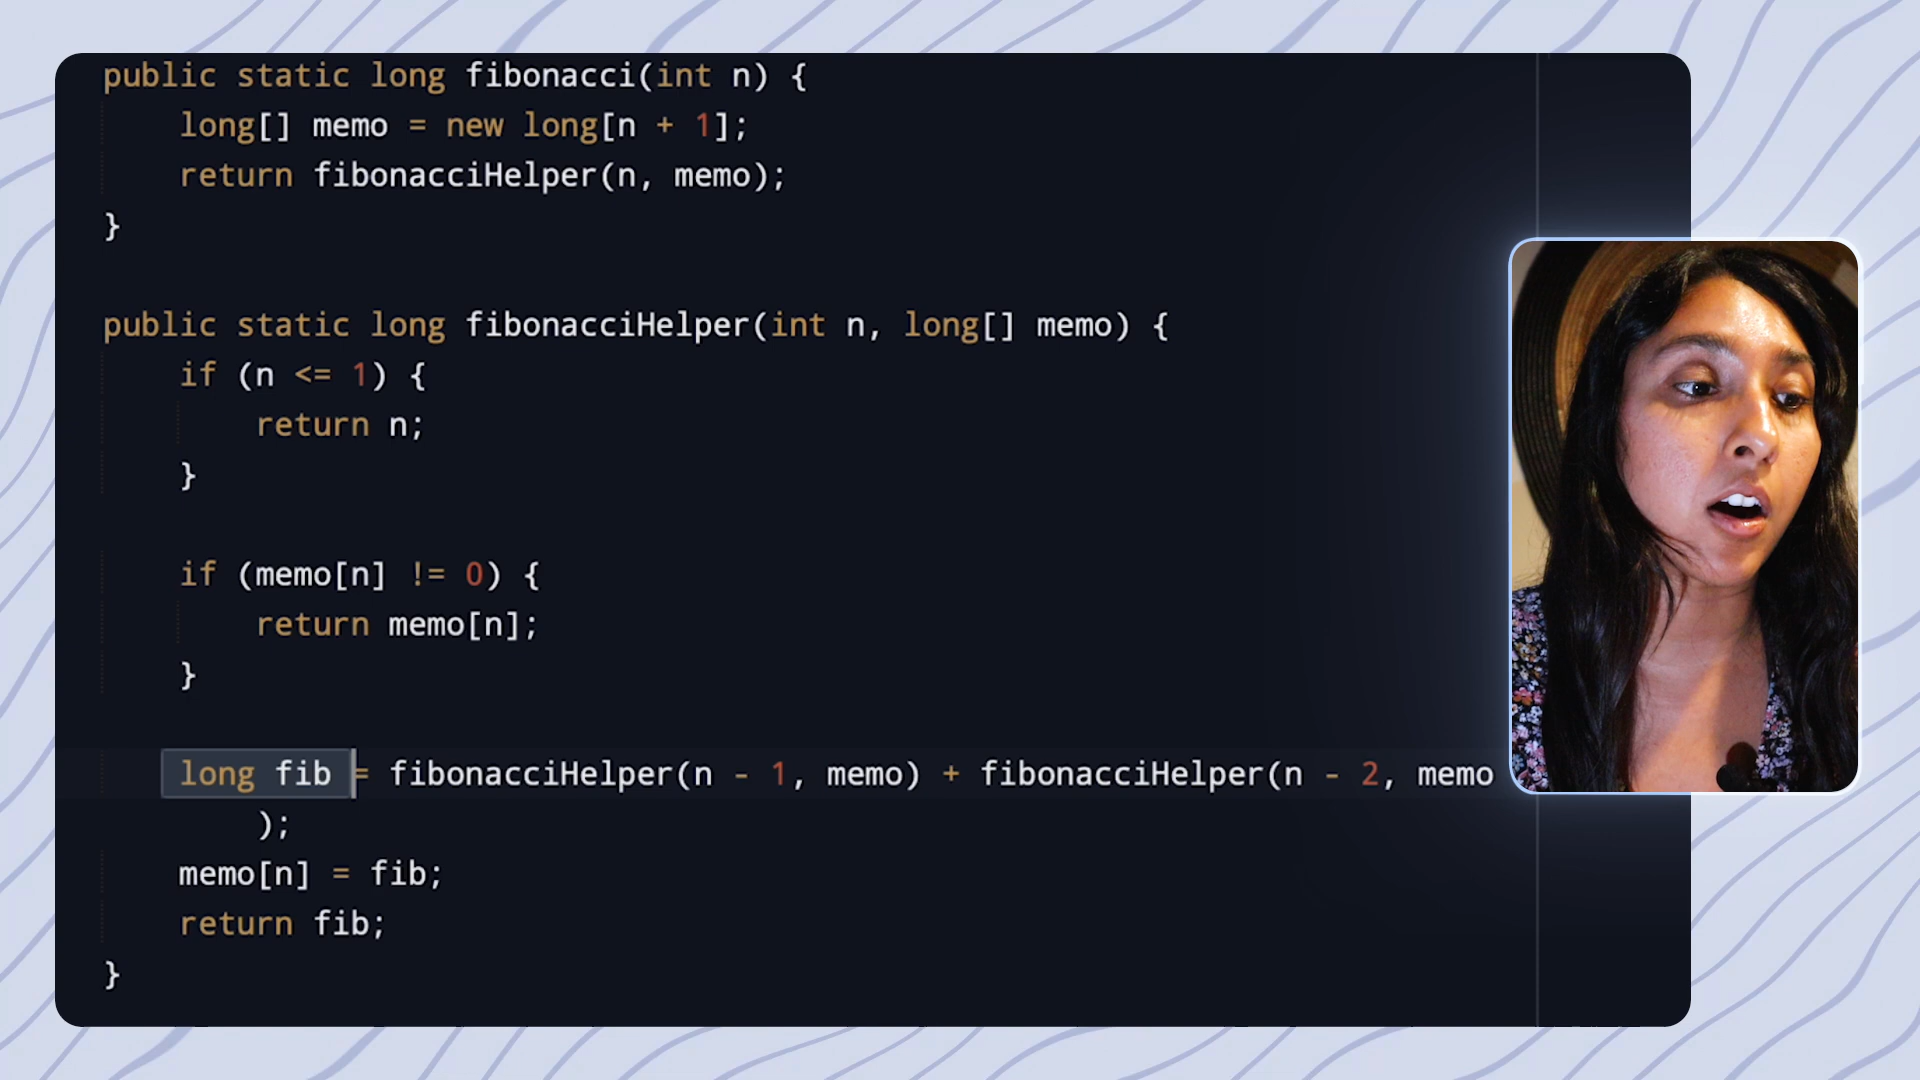 public static long fibonacci(int n) {
long[] memo = new long[n + 1];
return fibonacciHelper(n, memo);
}
public static long fibonacciHelper(int n, long[] memo) {
if (n <= 1) {
return n;
}
if (memo[n] != 0) {
return memo[n];
}
long fib = fibonacciHelper(n - 1, memo) + fibonacciHelper(n - 2, memo
);
memo[n] = fib;
return fib;
}